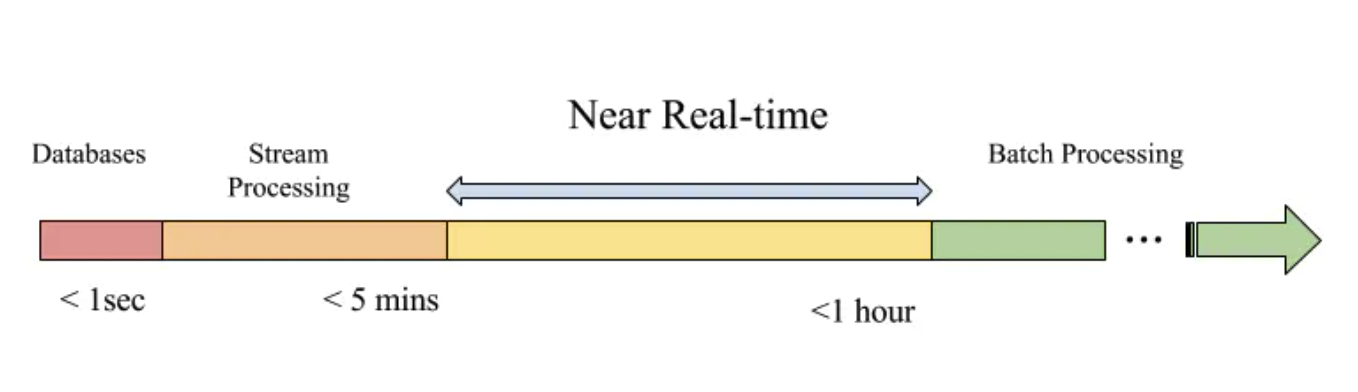 Near Real-time
Databases
Stream
Processing
Batch Processing
...
< 1sec
< 5 mins
<1 hour